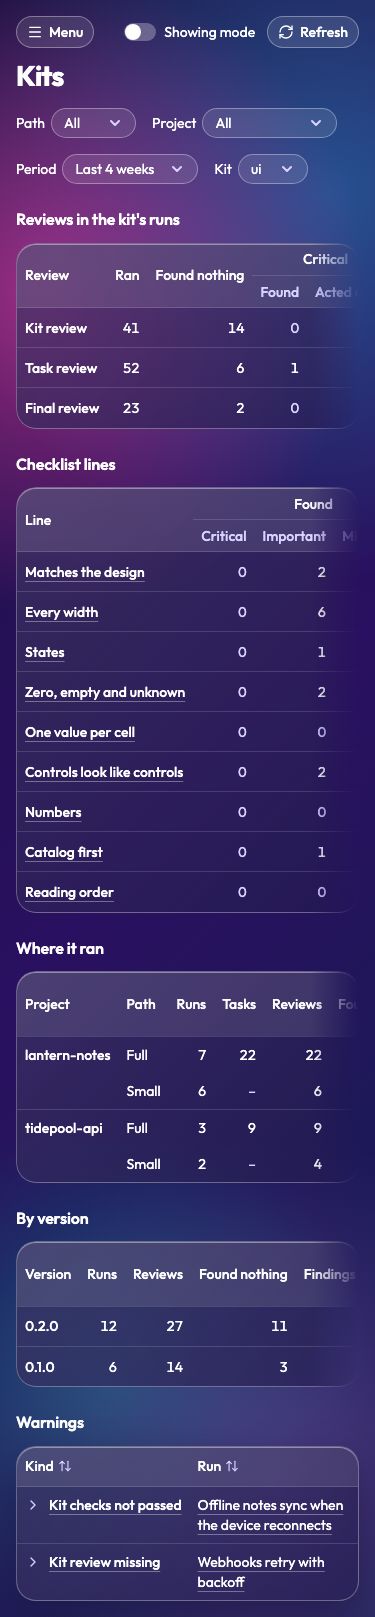 Menu
Showing mode
Refresh
Kits
Path All Project All
Period Last 4 weeks Kit ui
Reviews in the kit's runs
Critical
Review Ran Found nothing
Found Acted
Kit review 41 14 0
Task review 52 6 1
Final review 23 2 0
Checklist lines
Found
Line
Critical Important
Matches the design 0 2
Every width 0 6
States 0 1
Zero, empty and unknown 0 2
One value per cell 0 0
Controls look like controls 0 2
Numbers 0 0
Catalog first 0 1
Reading order 0 0
Where it ran
Project Path Runs Tasks Reviews
lantern-notes Full 7 22 22
Small 6 – 6
tidepool-api Full 3 9 9
Small 2 – 4
By version
Version Runs Reviews Found nothing Findings
0.2.0 12 27 11
0.1.0 6 14 3
Warnings
Kind Run
Kit checks not passed Offline notes sync when
the device reconnects
Kit review missing Webhooks retry with
backoff